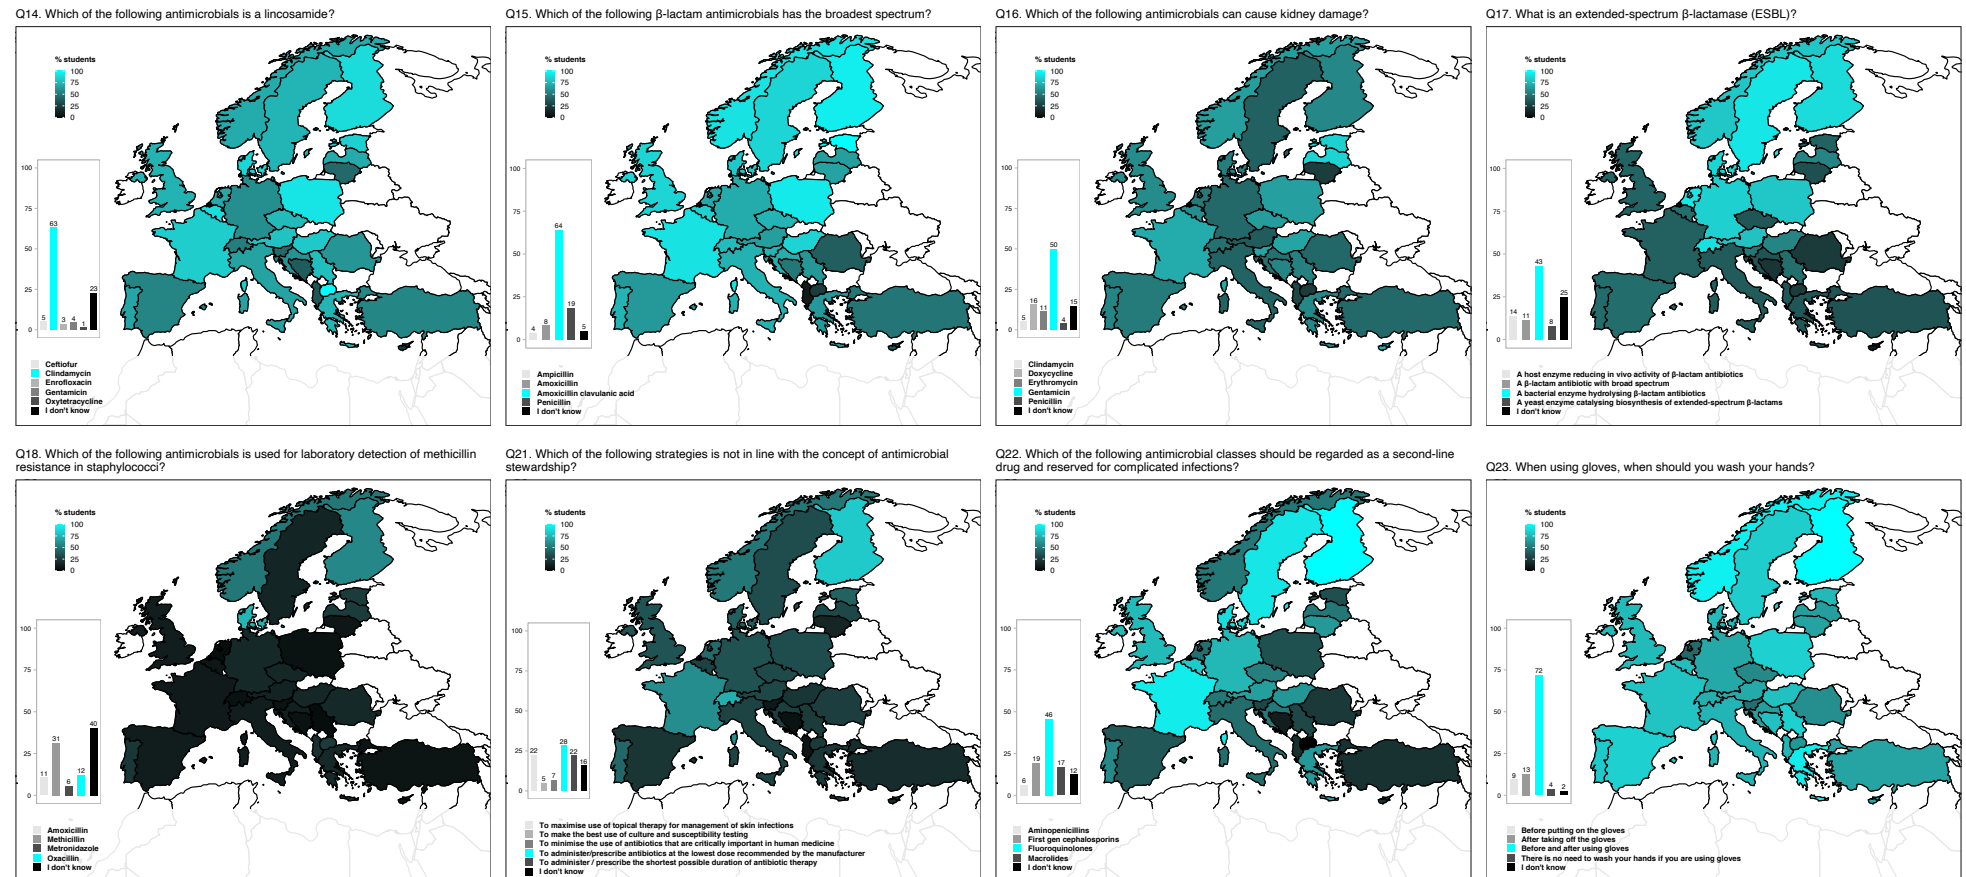 Q14. Which of the following antimicrobials is a lincosamide?
% students
100
75
50
25
0
100
75
50
25
0
5
63
3
4
1
23
Ceftiofur
Clindamycin
Enrofloxacin
Gentamicin
Oxytetracycline
I don't know
Q15. Which of the following β-lactam antimicrobials has the broadest spectrum?
% students
100
75
50
25
0
100
75
50
25
0
4
8
64
19
5
Ampicillin
Amoxicillin
Amoxicillin clavulanic acid
Penicillin
I don't know
Q16. Which of the following antimicrobials can cause kidney damage?
% students
100
75
50
25
0
100
75
50
25
0
5
16
11
50
4
15
Clindamycin
Doxycycline
Erythromycin
Gentamicin
Penicillin
I don't know
Q17. What is an extended-spectrum β-lactamase (ESBL)?
% students
100
75
50
25
0
100
75
50
25
0
14
11
43
8
25
A host enzyme reducing in vivo activity of β-lactam antibiotics
A β-lactam antibiotic with broad spectrum
A bacterial enzyme hydrolysing β-lactam antibiotics
A yeast enzyme catalysing biosynthesis of extended-spectrum β-lactams
I don't know
Q18. Which of the following antimicrobials is used for laboratory detection of methicillin
resistance in staphylococci?
% students
100
75
50
25
0
100
75
50
25
0
11
31
6
12
40
Amoxicillin
Methicillin
Metronidazole
Oxacillin
I don't know
Q21. Which of the following strategies is not in line with the concept of antimicrobial
stewardship?
% students
100
75
50
25
0
100
75
50
25
0
22
5
7
28
22
16
To maximise use of topical therapy for management of skin infections
To make the best use of culture and susceptibility testing
To minimise the use of antibiotics that are critically important in human medicine
To administer/prescribe antibiotics at the lowest dose recommended by the manufacturer
To administer / prescribe the shortest possible duration of antibiotic therapy
I don't know
Q22. Which of the following antimicrobial classes should be regarded as a second-line
drug and reserved for complicated infections?
% students
100
75
50
25
0
100
75
50
25
0
6
19
46
17
12
Aminopenicillins
First gen cephalosporins
Fluoroquinolones
Macrolides
I don't know
Q23. When using gloves, when should you wash your hands?
% students
100
75
50
25
0
100
75
50
25
0
9
13
72
4
2
Before putting on the gloves
After taking off the gloves
Before and after using gloves
There is no need to wash your hands if you are using gloves
I don't know